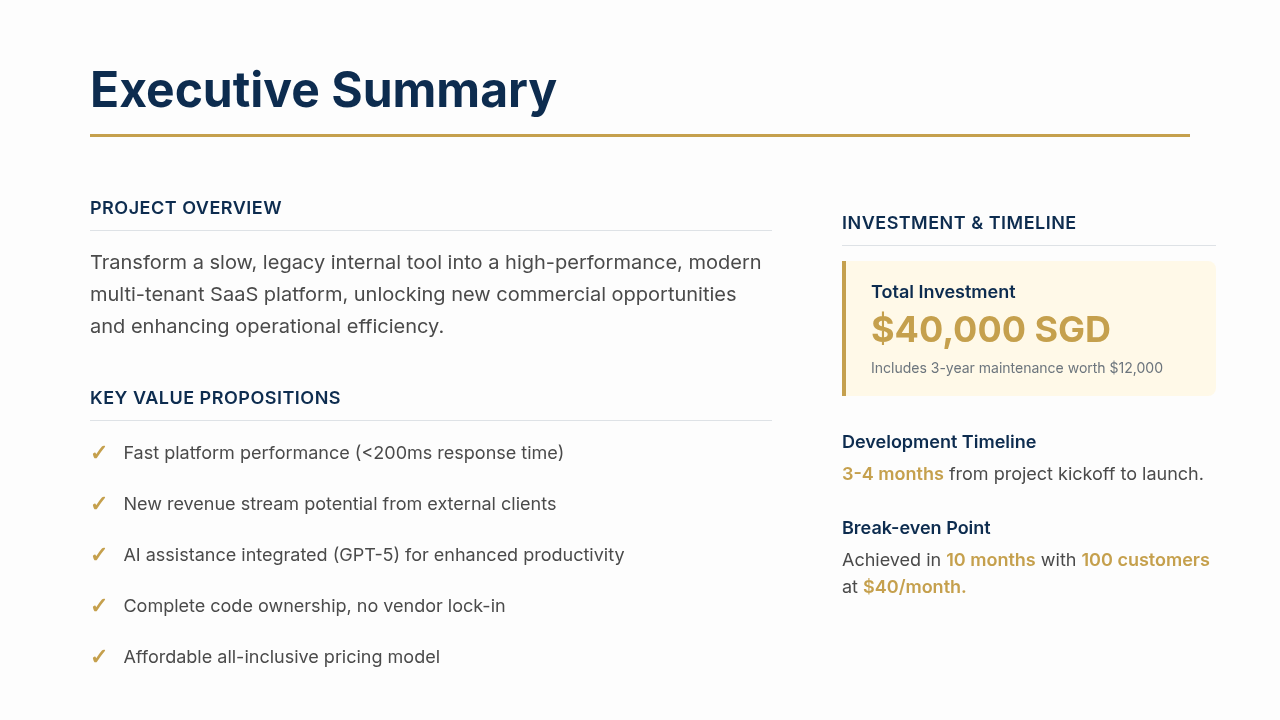 Executive Summary
PROJECT OVERVIEW
Transform a slow, legacy internal tool into a high-performance, modern
multi-tenant SaaS platform, unlocking new commercial opportunities
and enhancing operational efficiency.
KEY VALUE PROPOSITIONS
✓ Fast platform performance (<200ms response time)
✓ New revenue stream potential from external clients
✓ AI assistance integrated (GPT-5) for enhanced productivity
✓ Complete code ownership, no vendor lock-in
✓ Affordable all-inclusive pricing model
INVESTMENT & TIMELINE
Total Investment
$40,000 SGD
Includes 3-year maintenance worth $12,000
Development Timeline
3-4 months from project kickoff to launch.
Break-even Point
Achieved in 10 months with 100 customers
at $40/month.